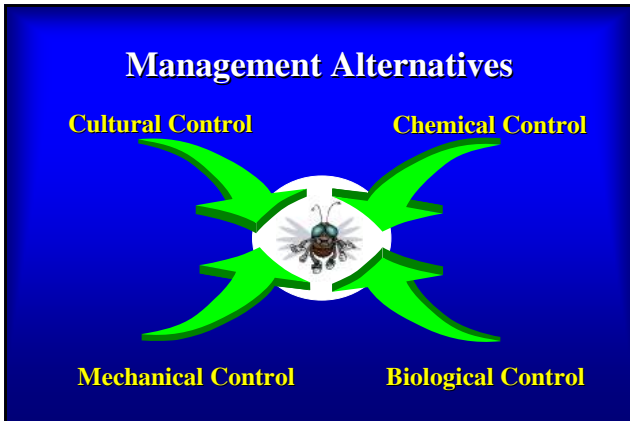 Management Alternatives
Cultural Control
Chemical Control
Mechanical Control
Biological Control